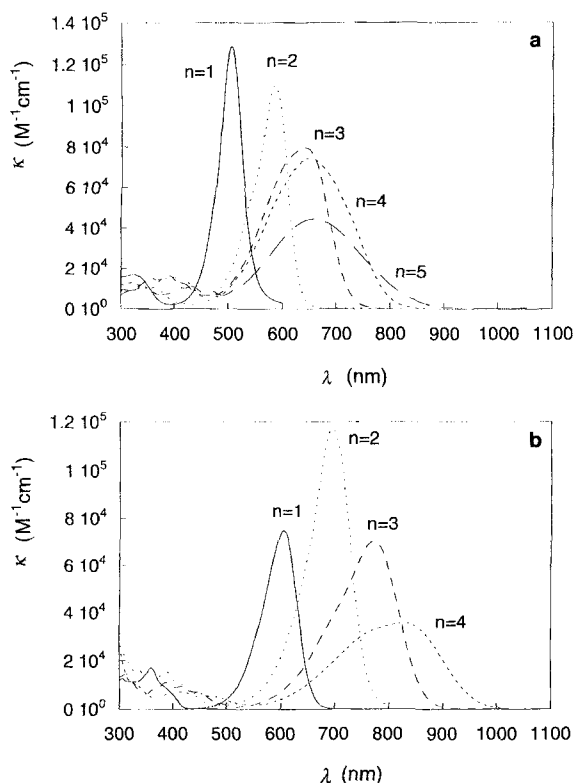 1.4 10⁵
a
1.2 10⁵
n=1
n=2
1.0 10⁵
κ (M⁻¹cm⁻¹)
8 10⁴
n=3
6 10⁴
n=4
4 10⁴
n=5
2 10⁴
0 10⁰
300 400 500 600 700 800 900 1000 1100
λ (nm)
1.2 10⁵
b
n=2
1.0 10⁵
κ (M⁻¹cm⁻¹)
8 10⁴
n=1
n=3
6 10⁴
4 10⁴
n=4
2 10⁴
0 10⁰
300 400 500 600 700 800 900 1000 1100
λ (nm)